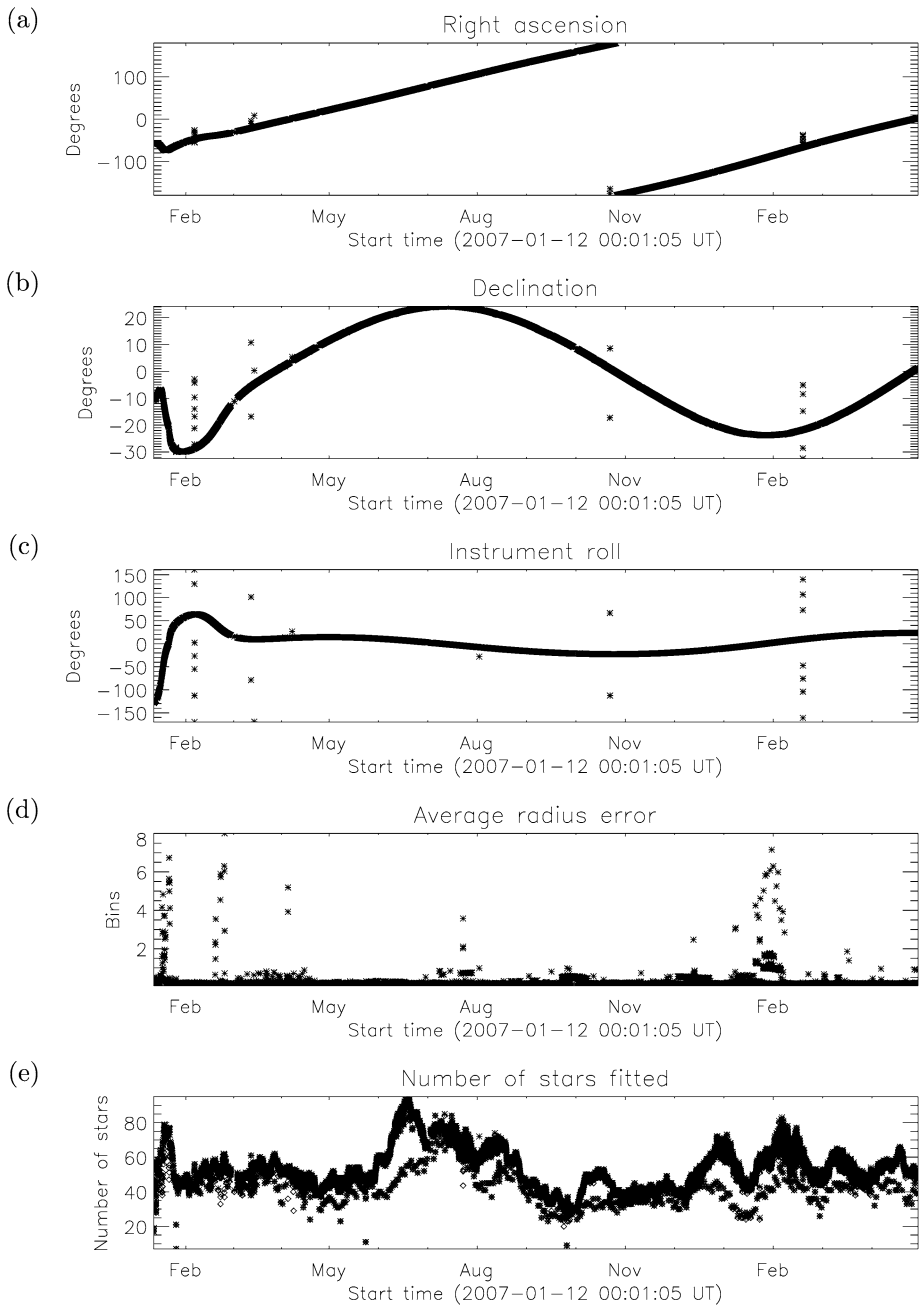 (a)
Right ascension
Degrees
100
0
−100
Feb May Aug Nov Feb
Start time (2007−01−12 00:01:05 UT)
(b)
Declination
Degrees
20
10
0
−10
−20
−30
Feb May Aug Nov Feb
Start time (2007−01−12 00:01:05 UT)
(c)
Instrument roll
Degrees
150
100
50
0
−50
−100
−150
Feb May Aug Nov Feb
Start time (2007−01−12 00:01:05 UT)
(d)
Average radius error
Bins
8
6
4
2
Feb May Aug Nov Feb
Start time (2007−01−12 00:01:05 UT)
(e)
Number of stars fitted
Number of stars
80
60
40
20
Feb May Aug Nov Feb
Start time (2007−01−12 00:01:05 UT)